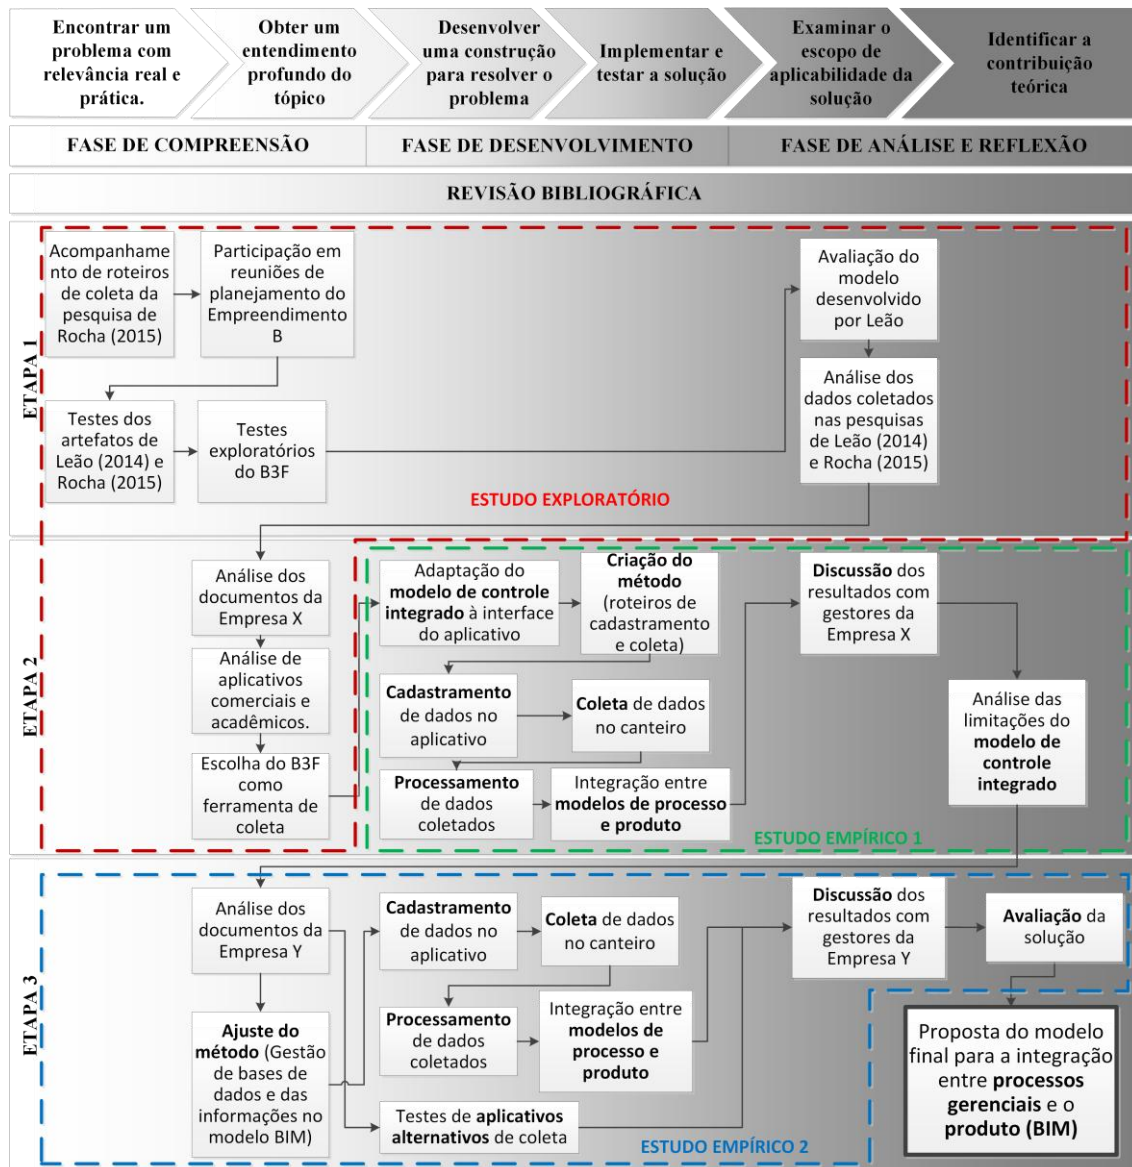 Encontrar um
problema com
relevância real e
prática.
Obter um
entendimento
profundo do
tópico
Desenvolver
uma construção
para resolver o
problema
Implementar e
testar a solução
Examinar o
escopo de
aplicabilidade da
solução
Identificar a
contribuição
teórica
FASE DE COMPREENSÃO
FASE DE DESENVOLVIMENTO
FASE DE ANÁLISE E REFLEXÃO
REVISÃO BIBLIOGRÁFICA
ETAPA 1
Acompanhame
nto de roteiros
de coleta da
pesquisa de
Rocha (2015)
Participação em
reuniões de
planejamento do
Empreendimento
B
Testes dos
artefatos de
Leão (2014) e
Rocha (2015)
Testes
exploratórios
do B3F
Avaliação do
modelo
desenvolvido
por Leão
Análise dos
dados coletados
nas pesquisas
de Leão (2014)
e Rocha (2015)
ESTUDO EXPLORATÓRIO
ETAPA 2
Análise dos
documentos da
Empresa X
Análise de
aplicativos
comerciais e
acadêmicos.
Escolha do B3F
como
ferramenta de
coleta
Adaptação do
modelo de controle
integrado à interface
do aplicativo
Criação do
método
(roteiros de
cadastramento
e coleta)
Cadastramento
de dados no
aplicativo
Coleta de dados
no canteiro
Processamento
de dados
coletados
Integração entre
modelos de processo
e produto
Discussão dos
resultados com
gestores da
Empresa X
Análise das
limitações do
modelo de
controle
integrado
ESTUDO EMPÍRICO 1
ETAPA 3
Análise dos
documentos da
Empresa Y
Ajuste do
método (Gestão
de bases de
dados e das
informações no
modelo BIM)
Cadastramento
de dados no
aplicativo
Coleta de dados
no canteiro
Processamento
de dados
coletados
Integração entre
modelos de
processo e
produto
Testes de aplicativos
alternativos de coleta
Discussão dos
resultados com
gestores da
Empresa Y
Avaliação da
solução
Proposta do modelo
final para a integração
entre processos
gerenciais e o
produto (BIM)
ESTUDO EMPÍRICO 2